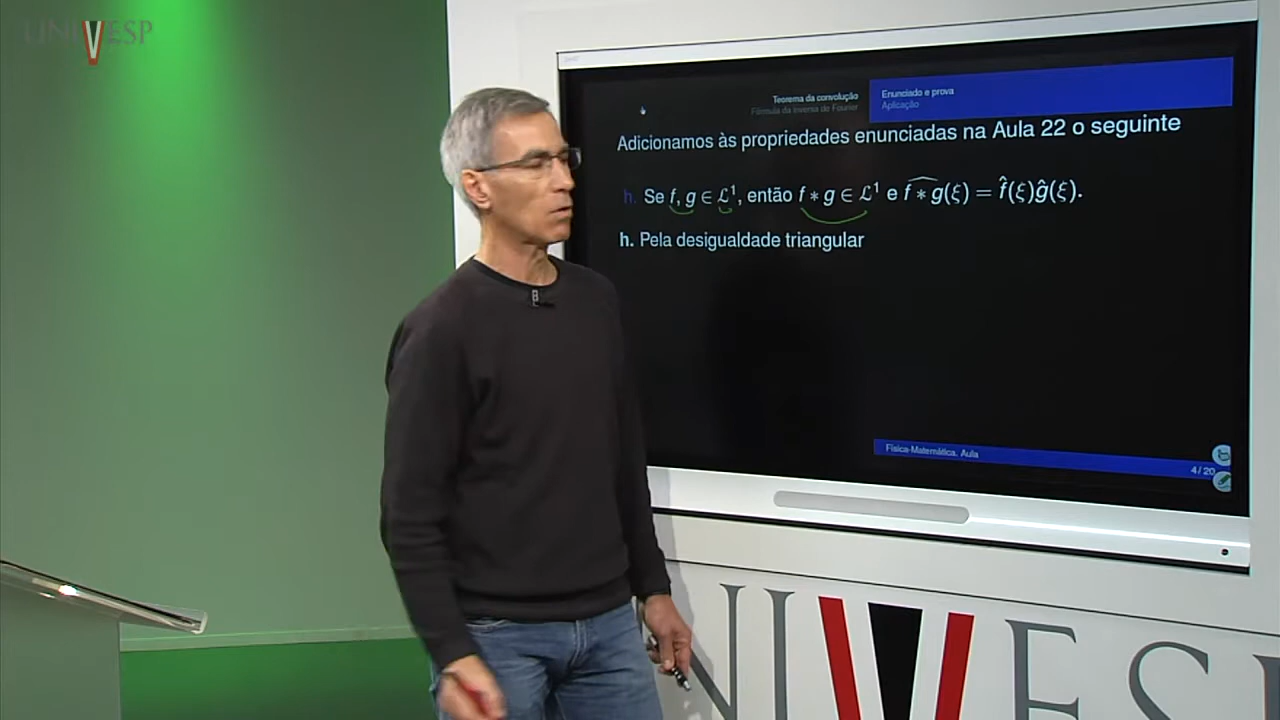 UNIVESP
Teorema da convolução
Fórmula da inversa de Fourier
Enunciado e prova
Aplicação
Adicionamos às propriedades enunciadas na Aula 22 o seguinte
h. Se f, g ∈ ℒ¹, então f ∗ g ∈ ℒ¹ e \widehat{f ∗ g}(ξ) = f̂(ξ)ĝ(ξ).
h. Pela desigualdade triangular
Física-Matemática. Aula
4/20
UNIVESP